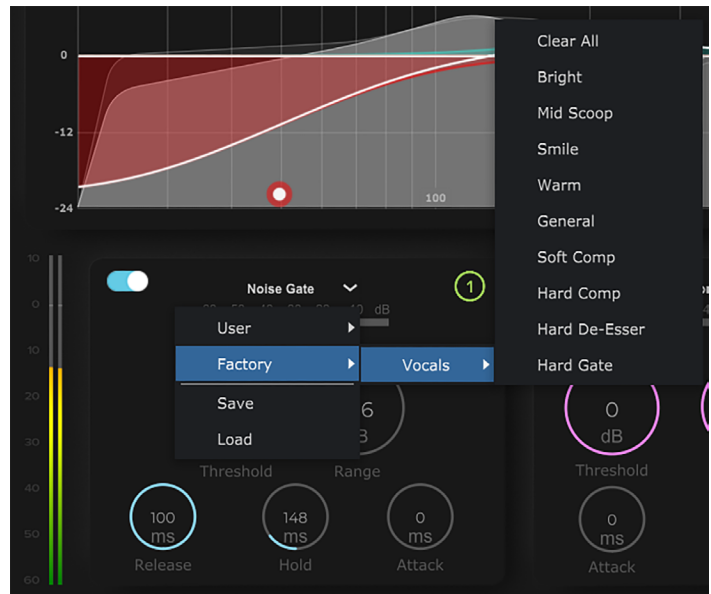 0
-12
-24
100
Clear All
Bright
Mid Scoop
Smile
Warm
General
Soft Comp
Hard Comp
Hard De-Esser
Hard Gate
10
0
10
20
30
40
50
60
Noise Gate
1
dB
User
Factory
Vocals
Save
Load
Threshold
Range
100
ms
Release
148
ms
Hold
0
ms
Attack
0
dB
Threshold
0
ms
Attack